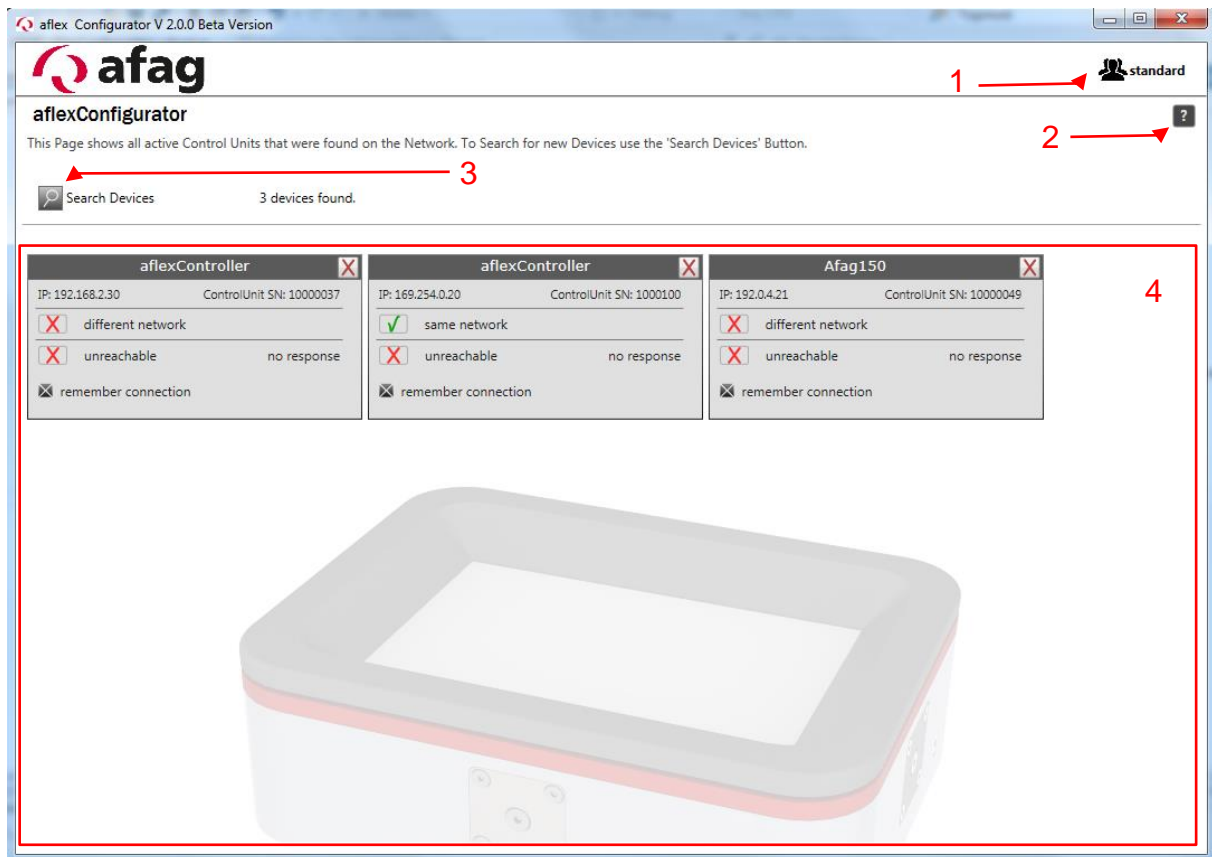 aflex Configurator V 2.0.0 Beta Version
afag
1
standard
aflexConfigurator
?
This Page shows all active Control Units that were found on the Network. To Search for new Devices use the 'Search Devices' Button.
2
3
Search Devices 3 devices found.
aflexController
IP: 192.168.2.30 ControlUnit SN: 10000037
different network
unreachable no response
remember connection
aflexController
IP: 169.254.0.20 ControlUnit SN: 1000100
same network
unreachable no response
remember connection
Afag150
IP: 192.0.4.21 ControlUnit SN: 10000049
different network
unreachable no response
remember connection
4